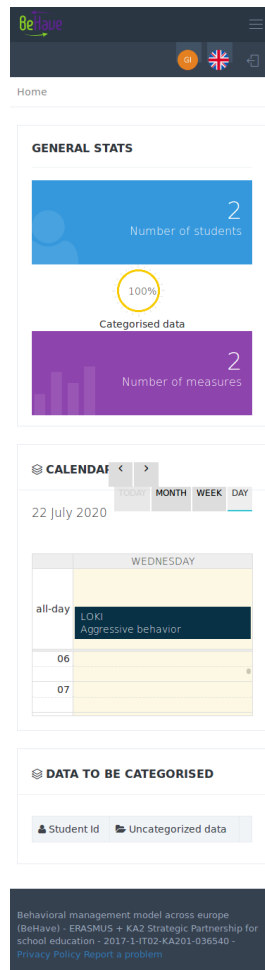 BeHave
GI
Home
GENERAL STATS
2
Number of students
100%
Categorised data
2
Number of measures
CALENDAR
TODAY MONTH WEEK DAY
22 July 2020
WEDNESDAY
all-day
LOKI
Aggressive behavior
06
07
DATA TO BE CATEGORISED
Student Id Uncategorized data
Behavioral management model across europe
(BeHave) - ERASMUS + KA2 Strategic Partnership for
school education - 2017-1-IT02-KA201-036540 -
Privacy Policy Report a problem